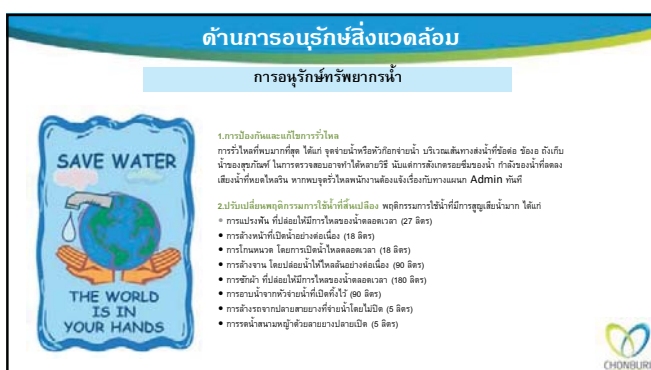 ด้านการอนุรักษ์สิ่งแวดล้อม
การอนุรักษ์ทรัพยากรน้ำ
SAVE WATER
THE WORLD
IS IN
YOUR HANDS
1.การป้องกันและแก้ไขการรั่วไหล
การรั่วไหลที่พบมากที่สุด ได้แก่ จุดจ่ายน้ำหรือหัวก๊อกจ่ายน้ำ บริเวณเส้นทางส่งน้ำที่ข้อต่อ ข้องอ ถังเก็บ
น้ำของสุขภัณฑ์ ในการตรวจสอบอาจทำได้หลายวิธี นับแต่การสังเกตรอยซึมของน้ำ กำลังของน้ำที่ลดลง
เสียงน้ำที่หยดไหลริน หากพบจุดรั่วไหลพนักงานต้องแจ้งเรื่องกับทางแผนก Admin ทันที
2.ปรับเปลี่ยนพฤติกรรมการใช้น้ำที่สิ้นเปลือง พฤติกรรมการใช้น้ำที่มีการสูญเสียน้ำมาก ได้แก่
• การแปรงฟัน ที่ปล่อยให้มีการไหลของน้ำตลอดเวลา (27 ลิตร)
• การล้างหน้าที่เปิดน้ำอย่างต่อเนื่อง (18 ลิตร)
• การโกนหนวด โดยการเปิดน้ำไหลตลอดเวลา (18 ลิตร)
• การล้างจาน โดยปล่อยน้ำให้ไหลล้นอย่างต่อเนื่อง (90 ลิตร)
• การซักผ้า ที่ปล่อยให้มีการไหลของน้ำตลอดเวลา (180 ลิตร)
• การอาบน้ำจากหัวจ่ายน้ำที่เปิดทิ้งไว้ (90 ลิตร)
• การล้างรถจากปลายสายยางที่จ่ายน้ำโดยไม่ปิด (5 ลิตร)
• การรดน้ำสนามหญ้าด้วยสายยางปลายเปิด (5 ลิตร)